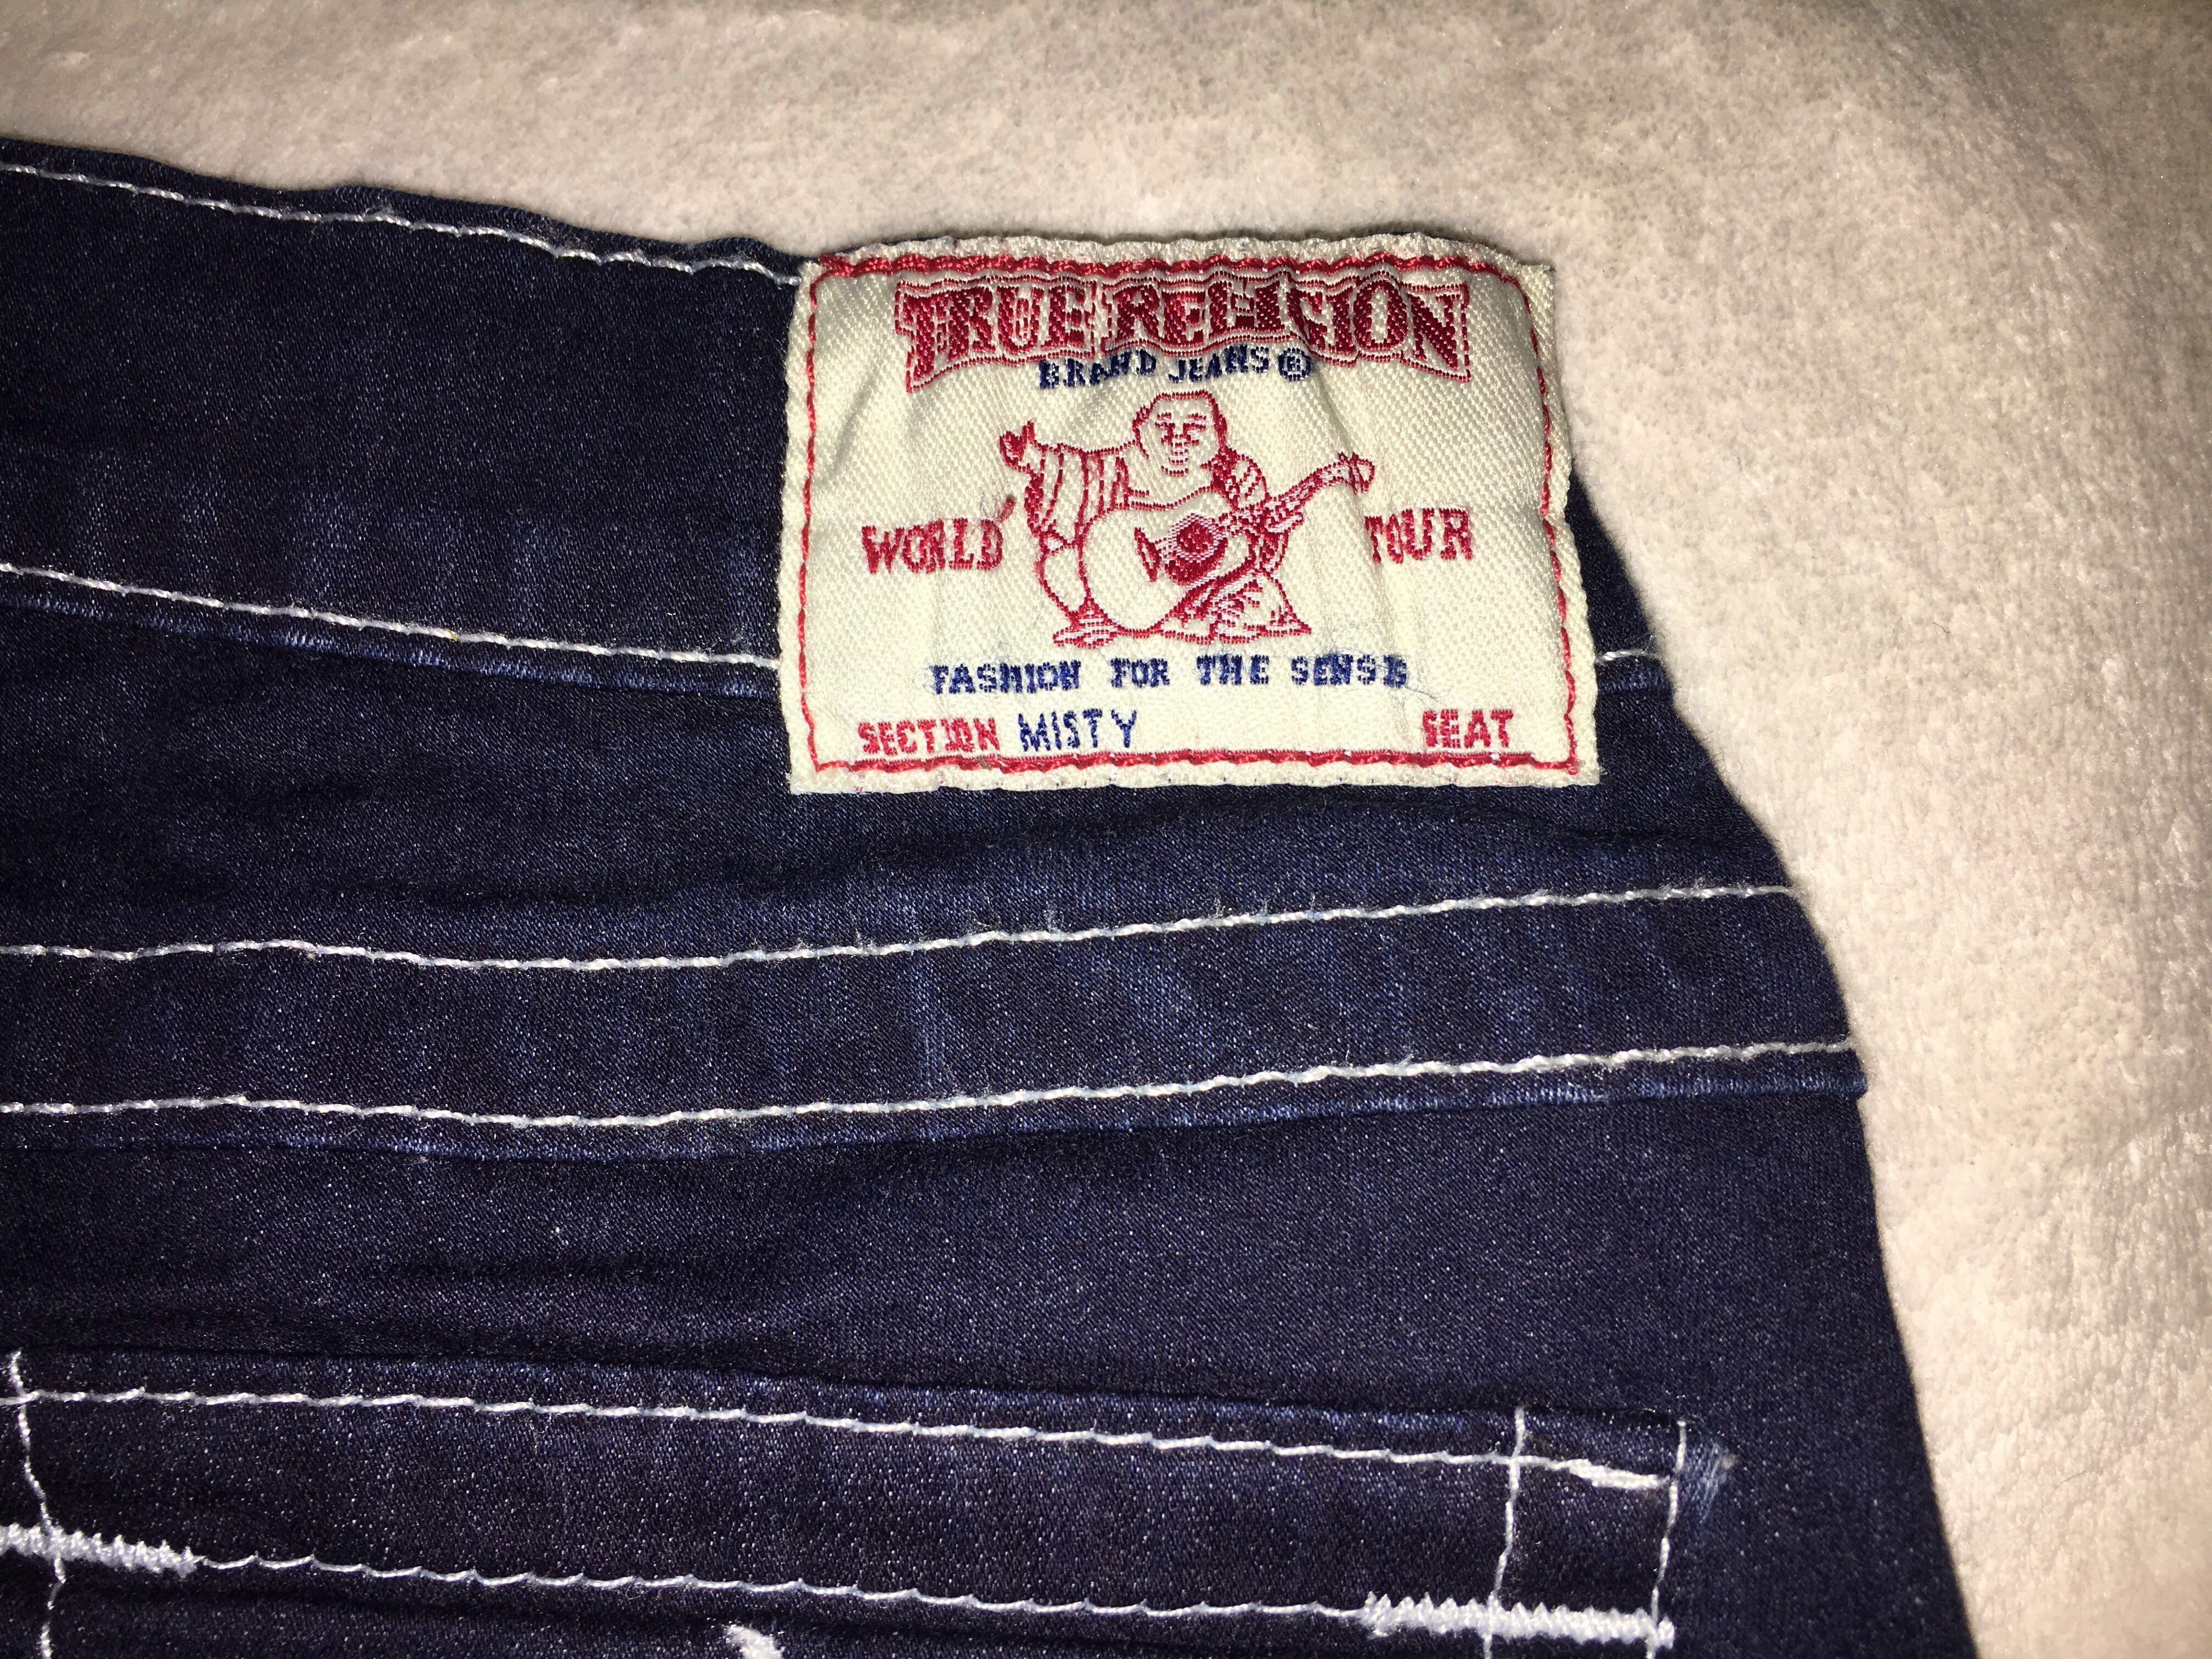 TRUE RELIGION
BRAND JEANS ®
WORLD TOUR
FASHION FOR THE SENSE
SECTION MISTY SEAT